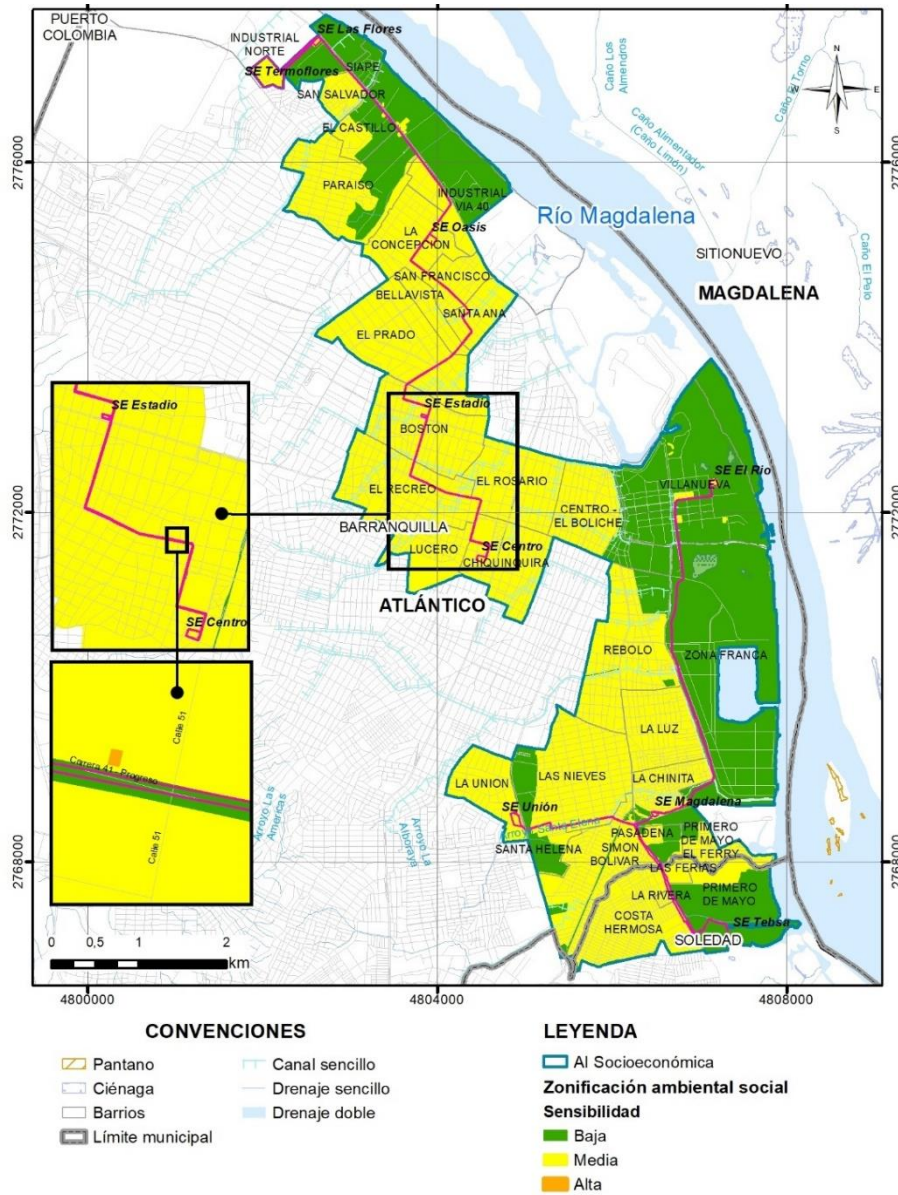 PUERTO
COLOMBIA
INDUSTRIAL
NORTE
SE Las Flores
SE Termoflores
SIAPE
SAN SALVADOR
EL CASTILLO
PARAISO
INDUSTRIAL
VIA 40
LA
CONCEPCION
SE Oasis
SAN FRANCISCO
BELLAVISTA
SANTA ANA
EL PRADO
Caño Los
Almendros
Caño Alimentador
(Caño Limón)
Caño El Torno
N
W
E
S
2776000
2776000
Río Magdalena
SITIONUEVO
Caño El Pelo
MAGDALENA
SE Estadio
BOSTON
EL RECREO
EL ROSARIO
BARRANQUILLA
LUCERO
SE Centro
CHIQUINQUIRA
CENTRO -
EL BOLICHE
SE El Río
VILLANUEVA
2772000
2772000
ATLÁNTICO
REBOLO
ZONA FRANCA
LA LUZ
LA UNION
LAS NIEVES
LA CHINITA
SE Unión
Arroyo Santa Elena
SE Magdalena
SANTA HELENA
PASADENA
SIMON
BOLIVAR
PRIMERO
DE MAYO
EL FERRY
LAS FERIAS
LA RIVERA
PRIMERO
DE MAYO
COSTA
HERMOSA
SE Tebsa
SOLEDAD
2768000
2768000
SE Estadio
SE Centro
Calle 51
Carrera 41 - Progreso
Calle 51
Arroyo Las
Americas
Arroyo La
Alboraya
0 0,5 1 2
km
4800000
4804000
4808000
CONVENCIONES
Pantano
Ciénaga
Barrios
Límite municipal
Canal sencillo
Drenaje sencillo
Drenaje doble
LEYENDA
AI Socioeconómica
Zonificación ambiental social
Sensibilidad
Baja
Media
Alta